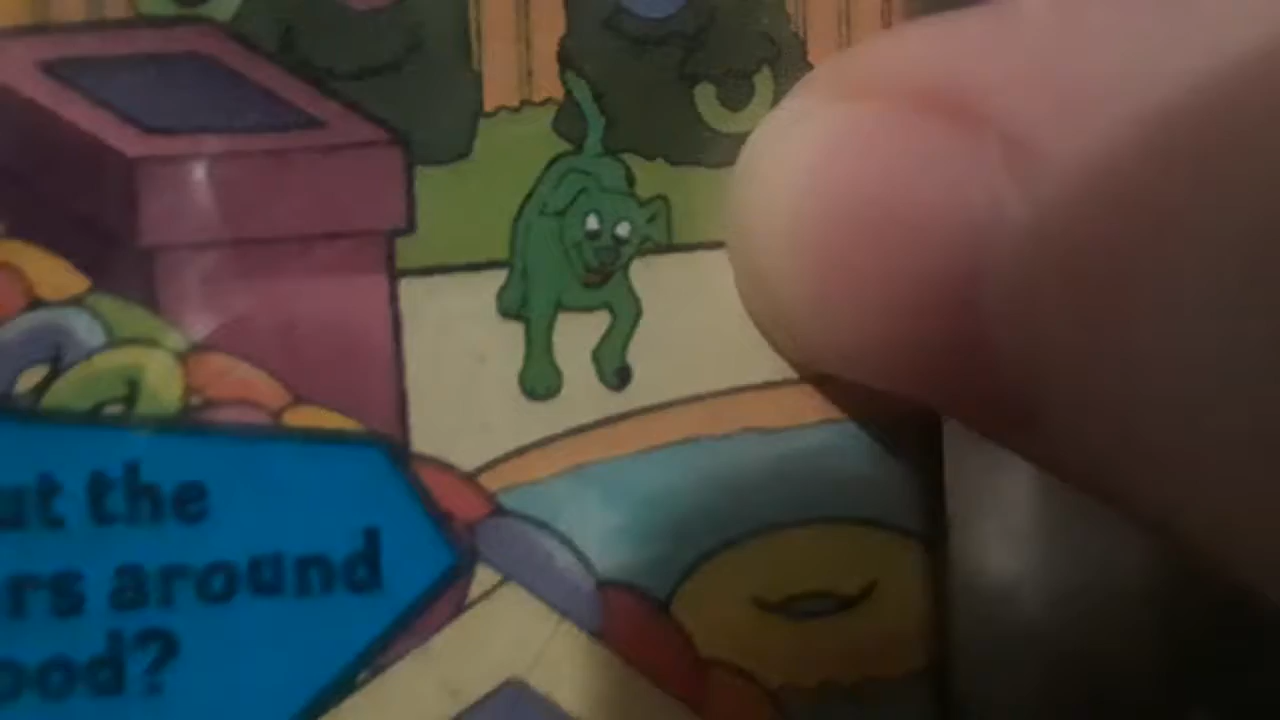 ut the
rs around
ood?